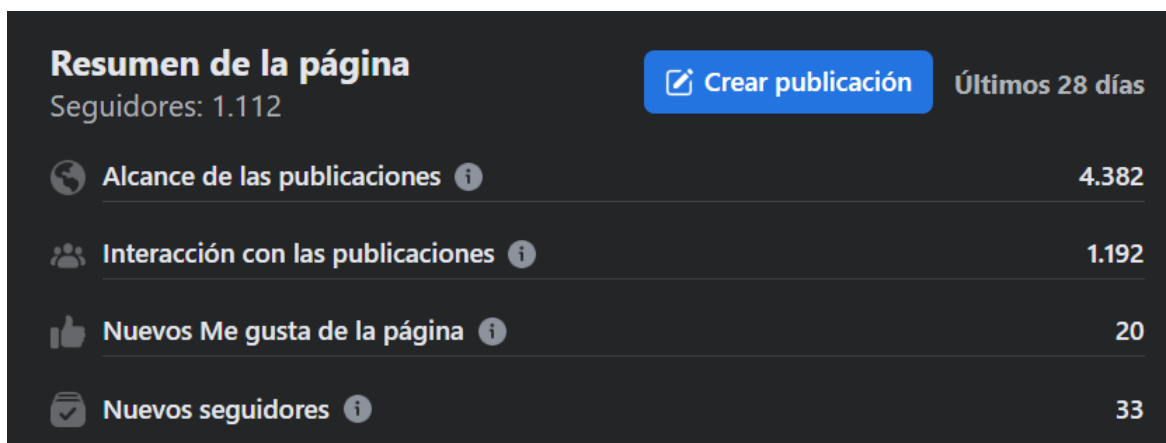 Resumen de la página
Seguidores: 1.112
Crear publicación
Últimos 28 días
Alcance de las publicaciones 4.382
Interacción con las publicaciones 1.192
Nuevos Me gusta de la página 20
Nuevos seguidores 33